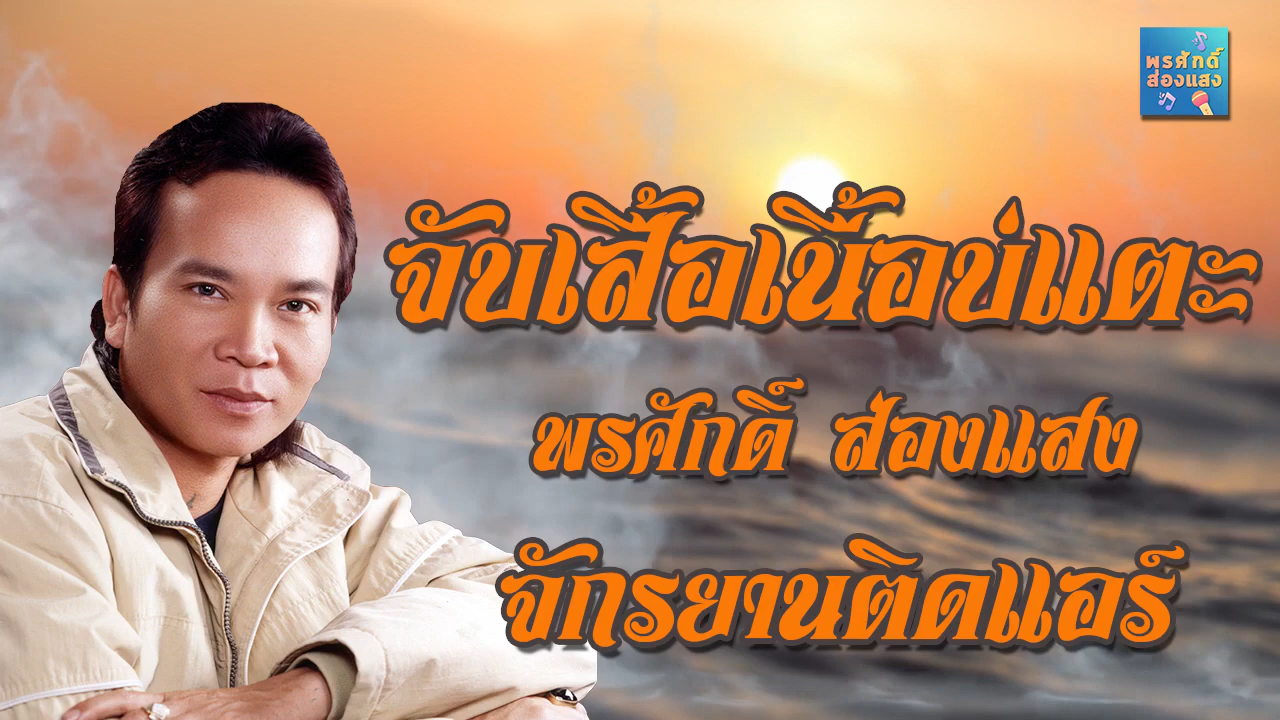 พรศักดิ์
ส่องแสง
จับเสื้อเนื้อบ่แตะ
พรศักดิ์ ส่องแสง
จักรยานติดแอร์